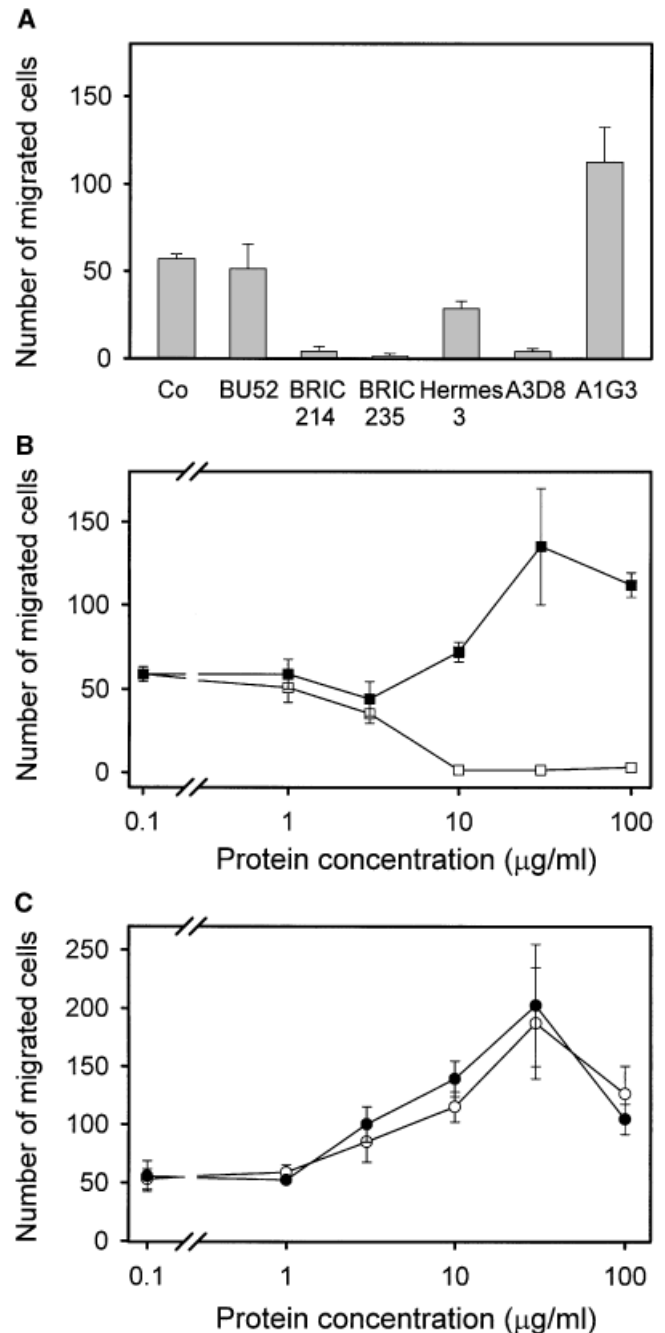 A
Number of migrated cells
150
100
50
0
Co BU52 BRIC BRIC Hermes A3D8 A1G3
214 235 3
B
Number of migrated cells
150
100
50
0
0.1 1 10 100
Protein concentration (μg/ml)
C
Number of migrated cells
250
200
150
100
50
0
0.1 1 10 100
Protein concentration (μg/ml)